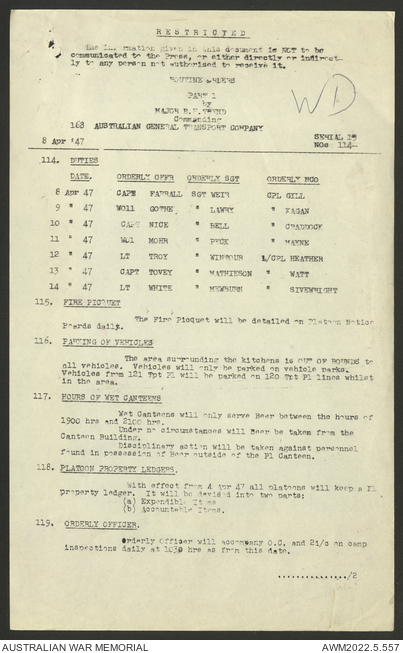 RESTRICTED
The information given in this document is NOT to be
communicated to the Press, or either directly or indirect-
ly to any person not authorised to receive it.
ROUTINE ORDERS
PART 1
by
MAJOR
Commanding
168 AUSTRALIAN GENERAL TRANSPORT COMPANY
WD
8 Apr '47
SERIAL 15
NOs 114-
114. DUTIES
DATE. ORDERLY OFFR ORDERLY SGT ORDERLY NCO
8 Apr 47 CAPT FARRALL SGT WEIR CPL GILL
9 " 47 WO11 GOTHE " LAWRY " KAGAN
10 " 47 CAPT NICE " BELL " CRADDOCK
11 " 47 WO1 MOHR " PECK " MAYNE
12 " 47 LT TROY " WINTOUR L/CPL HEATHER
13 " 47 CAPT TOVEY " MATHIESON " WATT
14 " 47 LT WHITE " MEWBURN " SIVEWRIGHT
115. FIRE PICQUET
The Fire Picquet will be detailed on Platoon Notice
Boards daily.
116. PARKING OF VEHICLES
The area surrounding the kitchens is OUT OF BOUNDS to
all vehicles. Vehicles will only be parked on vehicle parks.
Vehicles from 121 Tpt Pl will be parked on 120 Tpt Pl lines whilst
in the area.
117. HOURS OF WET CANTEENS
Wet Canteens will only serve Beer between the hours of
1900 hrs and 2100 hrs.
Under no circumstances will Beer be taken from the
Canteen Building.
Disciplinary action will be taken against personnel
found in possession of Beer outside of the Pl Canteen.
118. PLATOON PROPERTY LEDGERS.
With effect from 4 Apr 47 all platoons will keep a Pl
property ledger. It will be devided into two parts:
(a) Expendible Items
(b) Accountable Items.
119. ORDERLY OFFICER.
Orderly Officer will accompany O.C. and 2i/c on camp
inspections daily at 1030 hrs as from this date.
................/2
AUSTRALIAN WAR MEMORIAL
AWM2022.5.557